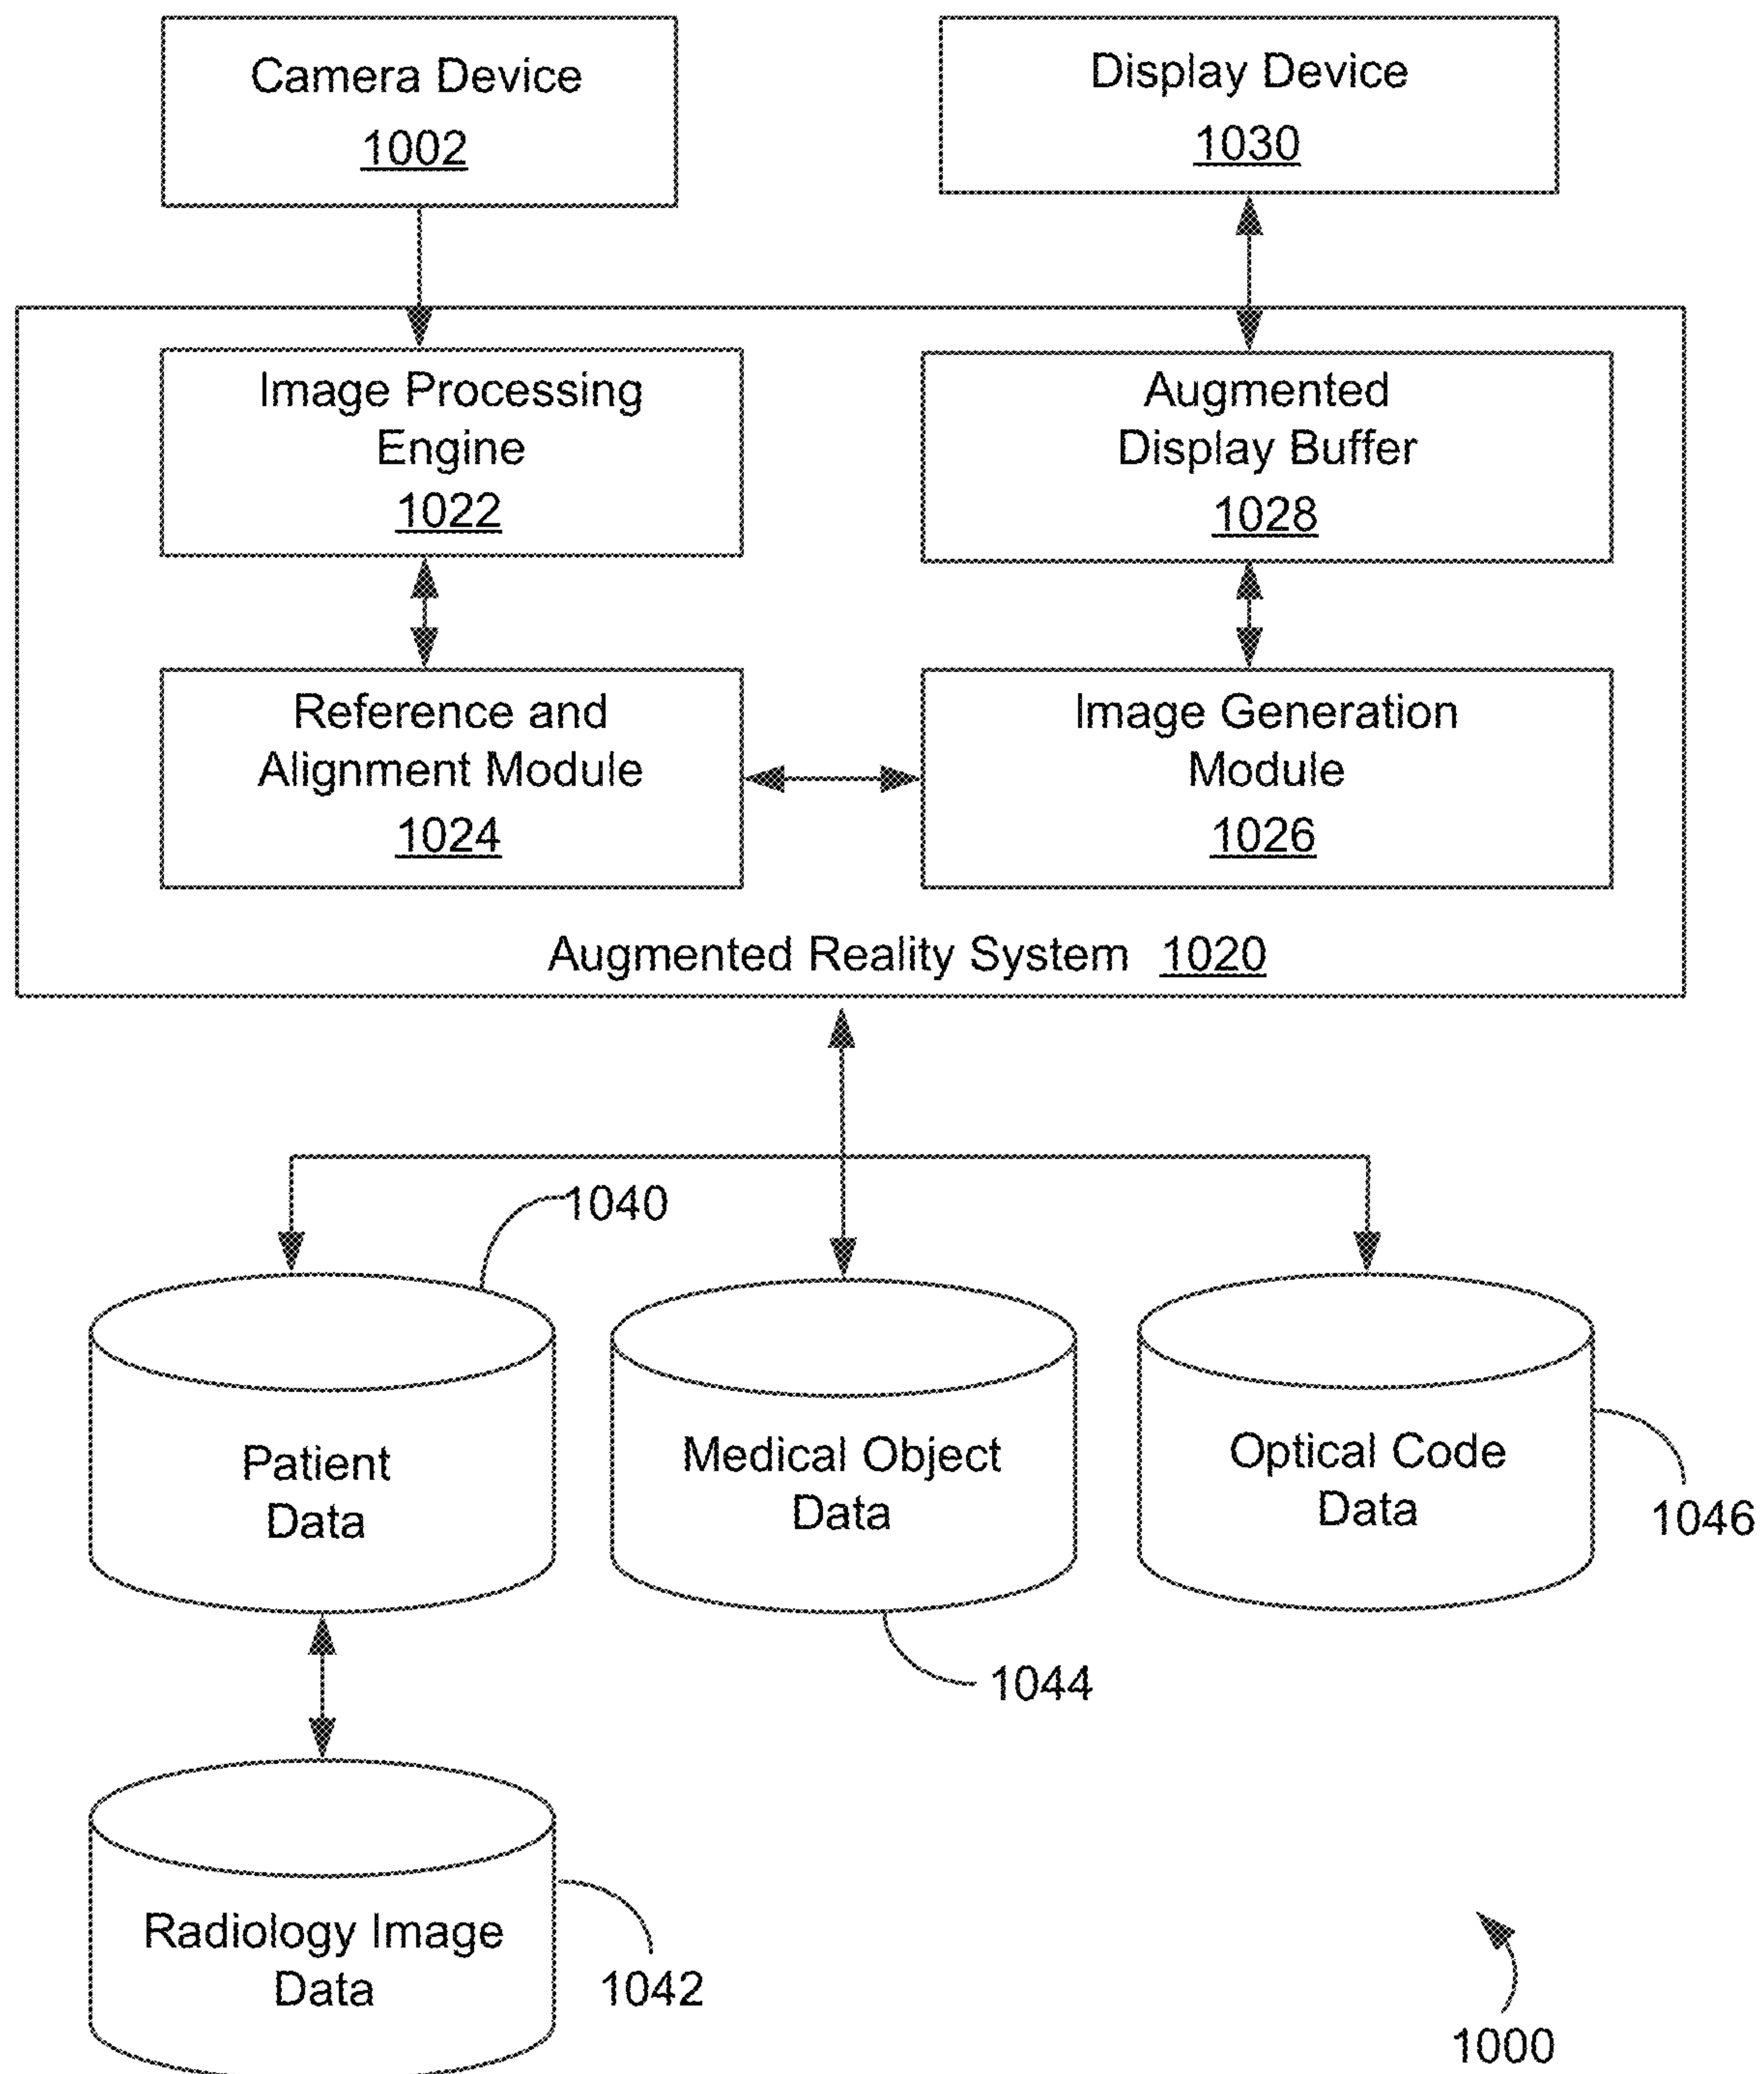 Camera Device
1002
Display Device
1030
Image Processing
Engine
1022
Augmented
Display Buffer
1028
Reference and
Alignment Module
1024
Image Generation
Module
1026
Augmented Reality System 1020
1040
Patient
Data
Medical Object
Data
Optical Code
Data
1046
1044
Radiology Image
Data
1042
1000